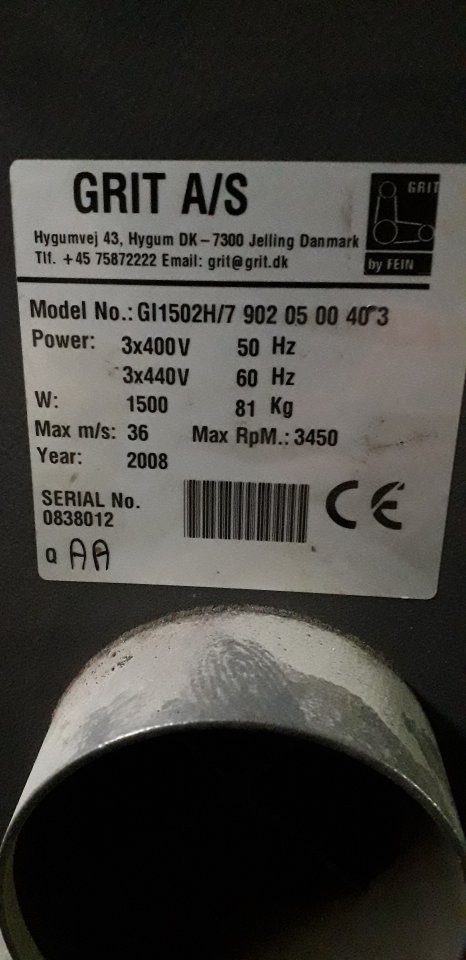 GRIT A/S
GRIT
by FEIN
Hygumvej 43, Hygum DK-7300 Jelling Danmark
Tlf. +45 75872222 Email: grit@grit.dk
Model No.: GI1502H/7 902 05 00 40 3
Power: 3x400V 50 Hz
3x440V 60 Hz
W: 1500 81 Kg
Max m/s: 36 Max RpM.: 3450
Year: 2008
SERIAL No.
0838012
CE
Q AA